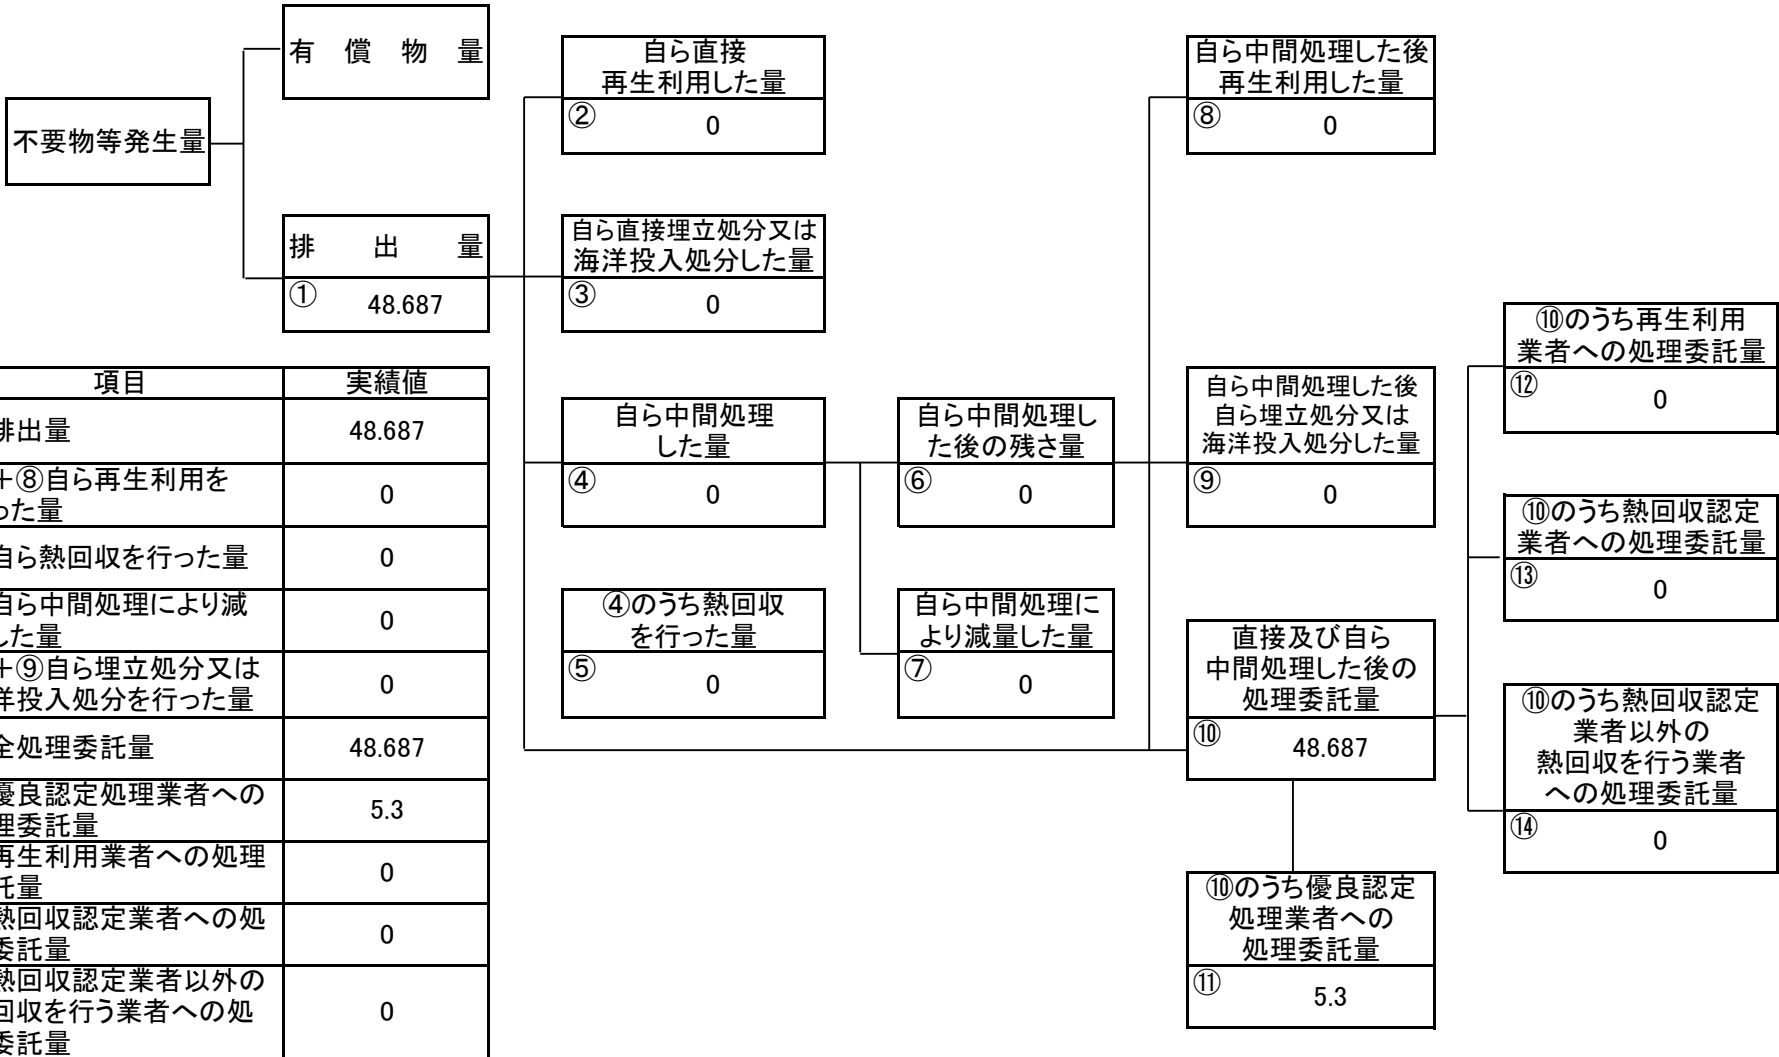 有償物量
不要物等発生量
排出量
① 48.687
自ら直接
再生利用した量
② 0
自ら直接埋立処分又は
海洋投入処分した量
③ 0
自ら中間処理
した量
④ 0
④のうち熱回収
を行った量
⑤ 0
自ら中間処理し
た後の残さ量
⑥ 0
自ら中間処理に
より減量した量
⑦ 0
自ら中間処理した後
再生利用した量
⑧ 0
自ら中間処理した後
自ら埋立処分又は
海洋投入処分した量
⑨ 0
直接及び自ら
中間処理した後の
処理委託量
⑩ 48.687
⑩のうち優良認定
処理業者への
処理委託量
⑪ 5.3
⑩のうち再生利用
業者への処理委託量
⑫ 0
⑩のうち熱回収認定
業者への処理委託量
⑬ 0
⑩のうち熱回収認定
業者以外の
熱回収を行う業者
への処理委託量
⑭ 0
項目 実績値
排出量 48.687
+⑧自ら再生利用を
った量 0
自ら熱回収を行った量 0
自ら中間処理により減
した量 0
+⑨自ら埋立処分又は
洋投入処分を行った量 0
全処理委託量 48.687
優良認定処理業者への
理委託量 5.3
再生利用業者への処理
託量 0
熱回収認定業者への処
委託量 0
熱回収認定業者以外の
回収を行う業者への処
委託量 0